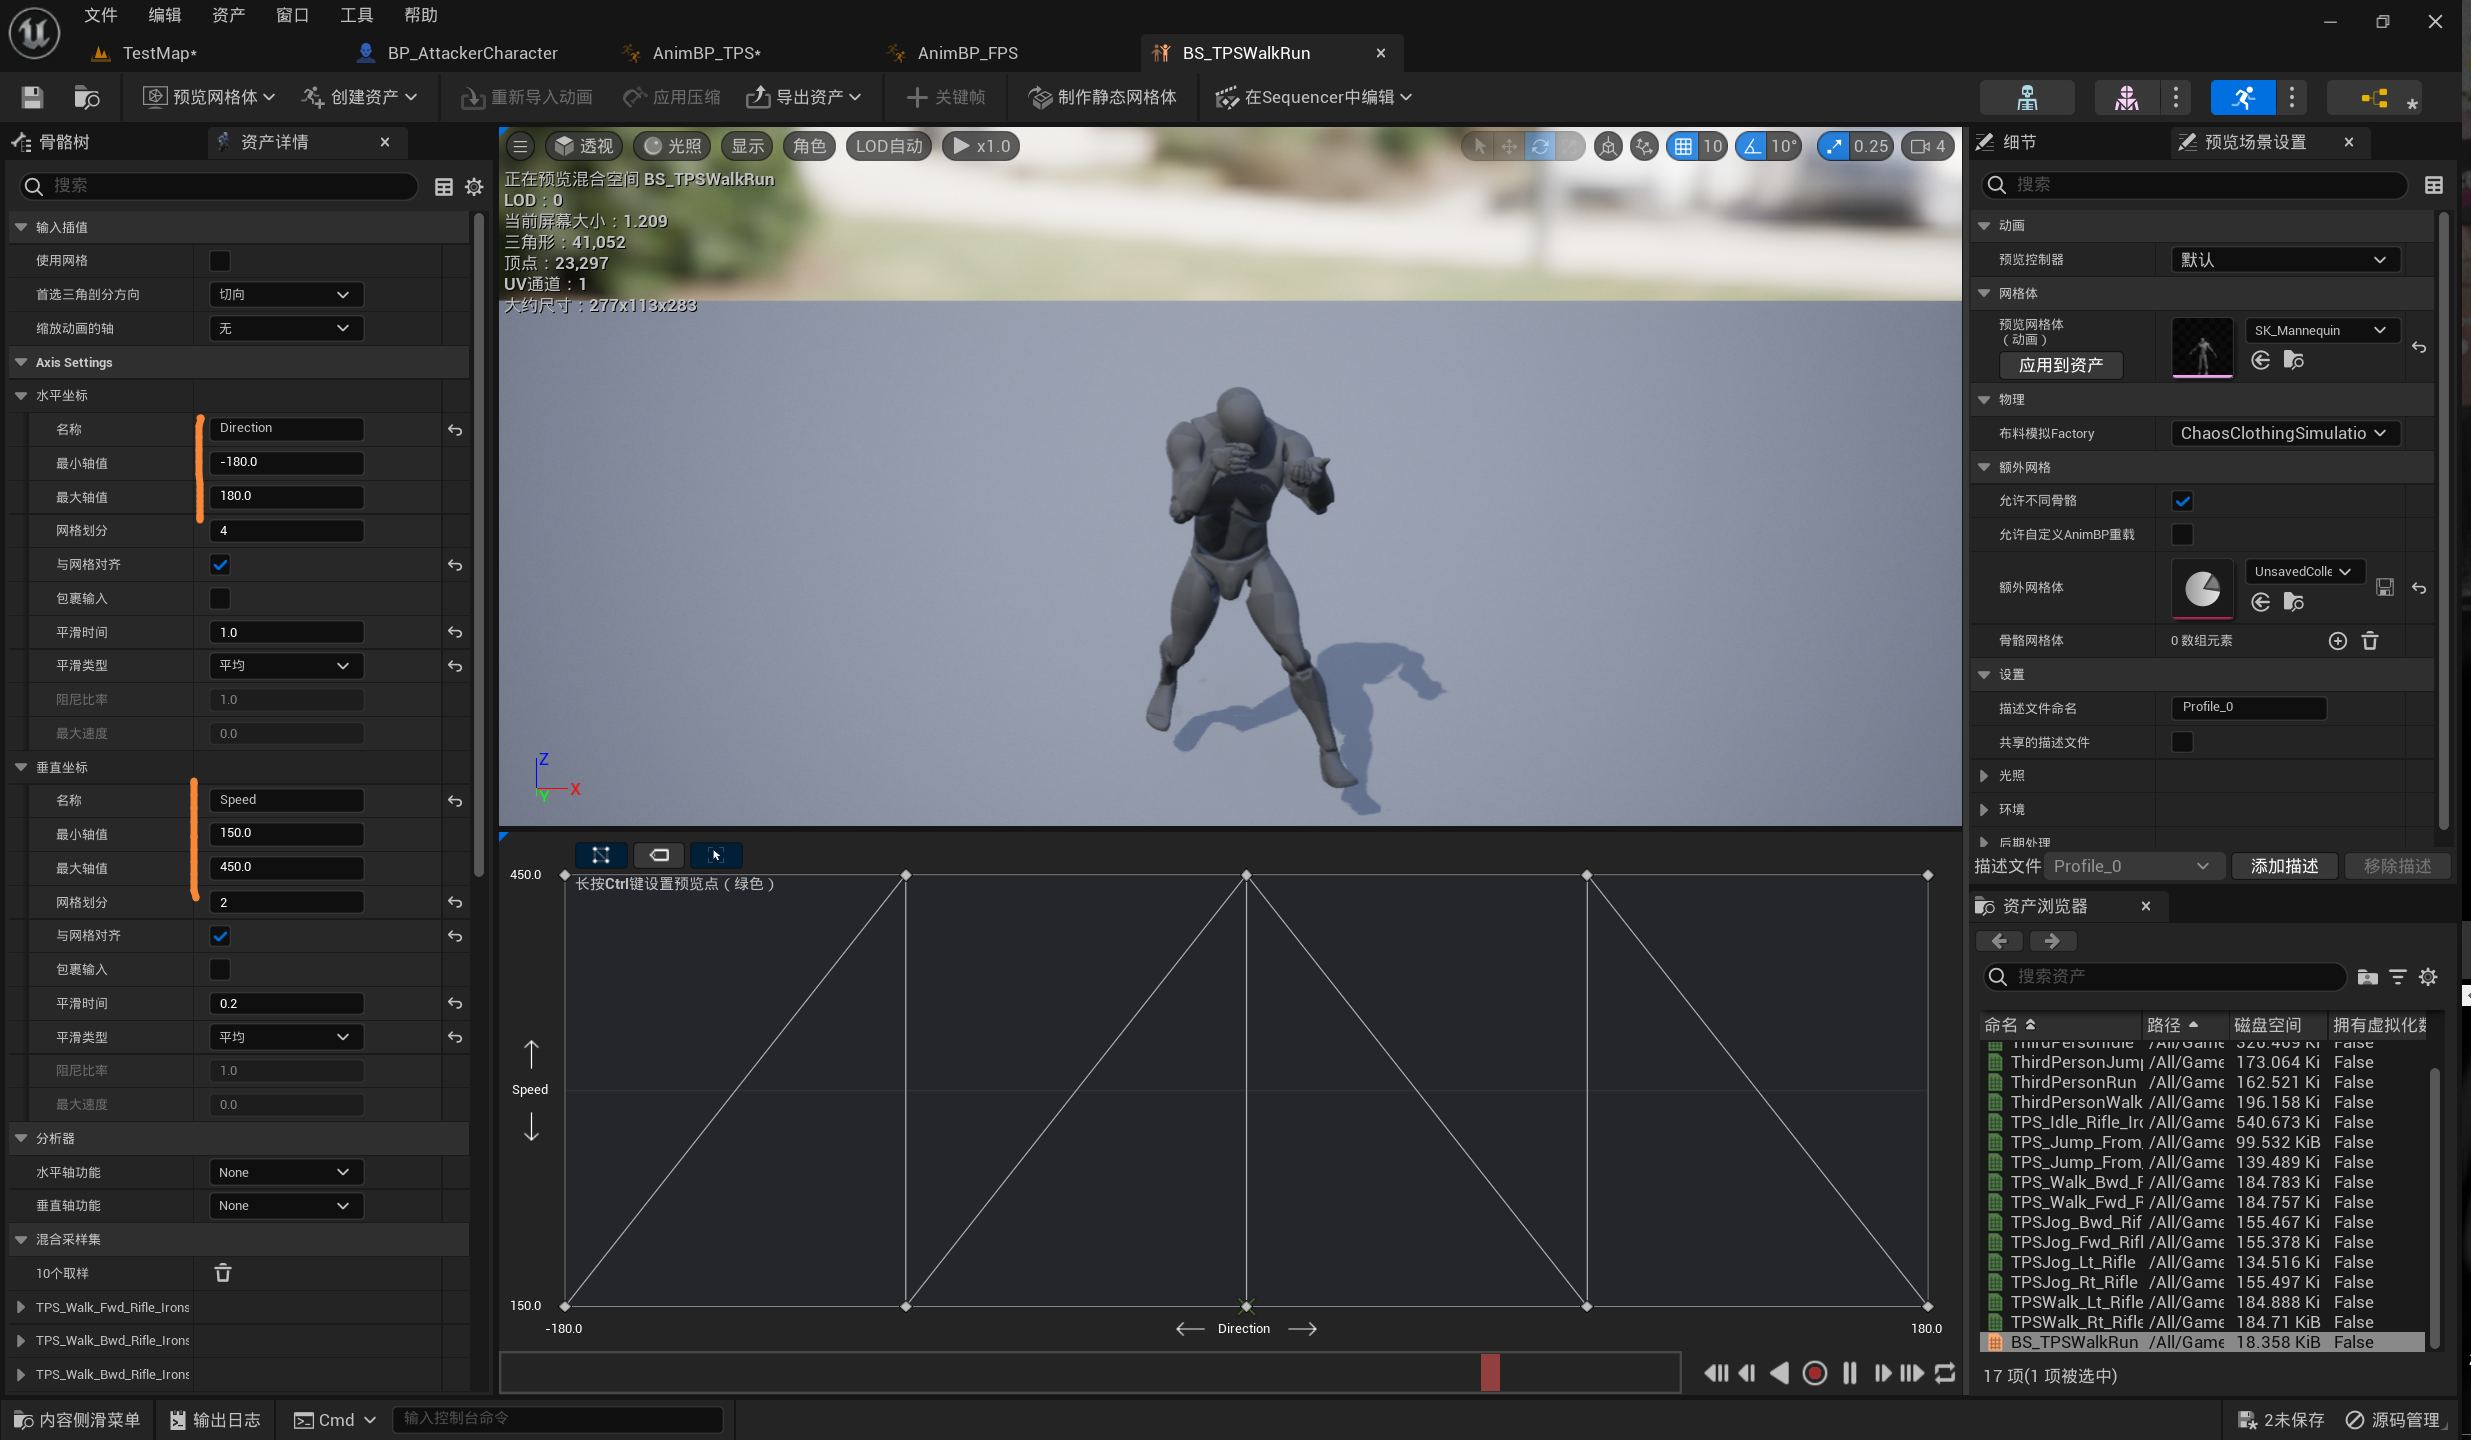 文件 编辑 资产 窗口 工具 帮助
TestMap* BP_AttackerCharacter AnimBP_TPS* AnimBP_FPS BS_TPSWalkRun
预览网格体 创建资产 重新导入动画 应用压缩 导出资产 关键帧 制作静态网格体 在Sequencer中编辑
骨骼树 资产详情
搜索
输入插值
使用网格
首选三角剖分方向 切向
缩放动画的轴 无
Axis Settings
水平坐标
名称 Direction
最小轴值 -180.0
最大轴值 180.0
网格划分 4
与网格对齐
包裹输入
平滑时间 1.0
平滑类型 平均
阻尼比率 1.0
最大速度 0.0
垂直坐标
名称 Speed
最小轴值 150.0
最大轴值 450.0
网格划分 2
与网格对齐
包裹输入
平滑时间 0.2
平滑类型 平均
阻尼比率 1.0
最大速度 0.0
分析器
水平轴功能 None
垂直轴功能 None
混合采样集
10个取样
TPS_Walk_Fwd_Rifle_Irons
TPS_Walk_Bwd_Rifle_Irons
TPS_Walk_Bwd_Rifle_Irons
透视 光照 显示 角色 LOD自动 x1.0 10 10° 0.25 4
正在预览混合空间 BS_TPSWalkRun
LOD：0
当前屏幕大小：1.209
三角形：41,052
顶点：23,297
UV通道：1
大约尺寸：277x113x283
Z
X
Y
450.0 长按Ctrl键设置预览点（绿色）
Speed
150.0
-180.0 Direction 180.0
细节 预览场景设置
搜索
动画
预览控制器 默认
网格体
预览网格体
（动画） SK_Mannequin
应用到资产
物理
布料模拟Factory ChaosClothingSimulatio
额外网格
允许不同骨骼
允许自定义AnimBP重载
额外网格体 UnsavedColle
骨骼网格体 0 数组元素
设置
描述文件命名 Profile_0
共享的描述文件
光照
环境
后期处理
描述文件 Profile_0 添加描述 移除描述
资产浏览器
搜索资产
命名 路径 磁盘空间 拥有虚拟化数
ThirdPersonIdle /All/Game 326.469 Ki False
ThirdPersonJump /All/Game 173.064 Ki False
ThirdPersonRun /All/Game 162.521 Ki False
ThirdPersonWalk /All/Game 196.158 Ki False
TPS_Idle_Rifle_Iro /All/Game 540.673 Ki False
TPS_Jump_From_ /All/Game 99.532 KiB False
TPS_Jump_From_ /All/Game 139.489 Ki False
TPS_Walk_Bwd_R /All/Game 184.783 Ki False
TPS_Walk_Fwd_R /All/Game 184.757 Ki False
TPSJog_Bwd_Rifl /All/Game 155.467 Ki False
TPSJog_Fwd_Rifl /All/Game 155.378 Ki False
TPSJog_Lt_Rifle /All/Game 134.516 Ki False
TPSJog_Rt_Rifle /All/Game 155.497 Ki False
TPSWalk_Lt_Rifle /All/Game 184.888 Ki False
TPSWalk_Rt_Rifle /All/Game 184.71 KiB False
BS_TPSWalkRun /All/Game 18.358 KiB False
17 项(1 项被选中)
内容侧滑菜单 输出日志 Cmd 输入控制台命令 2未保存 源码管理